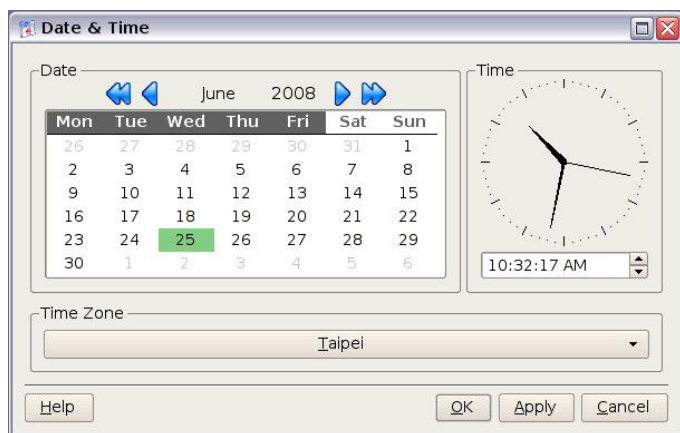 Date & Time
Date
June 2008
Mon Tue Wed Thu Fri Sat Sun
26 27 28 29 30 31 1
2 3 4 5 6 7 8
9 10 11 12 13 14 15
16 17 18 19 20 21 22
23 24 25 26 27 28 29
30 1 2 3 4 5 6
Time
10:32:17 AM
Time Zone
Taipei
Help
OK
Apply
Cancel